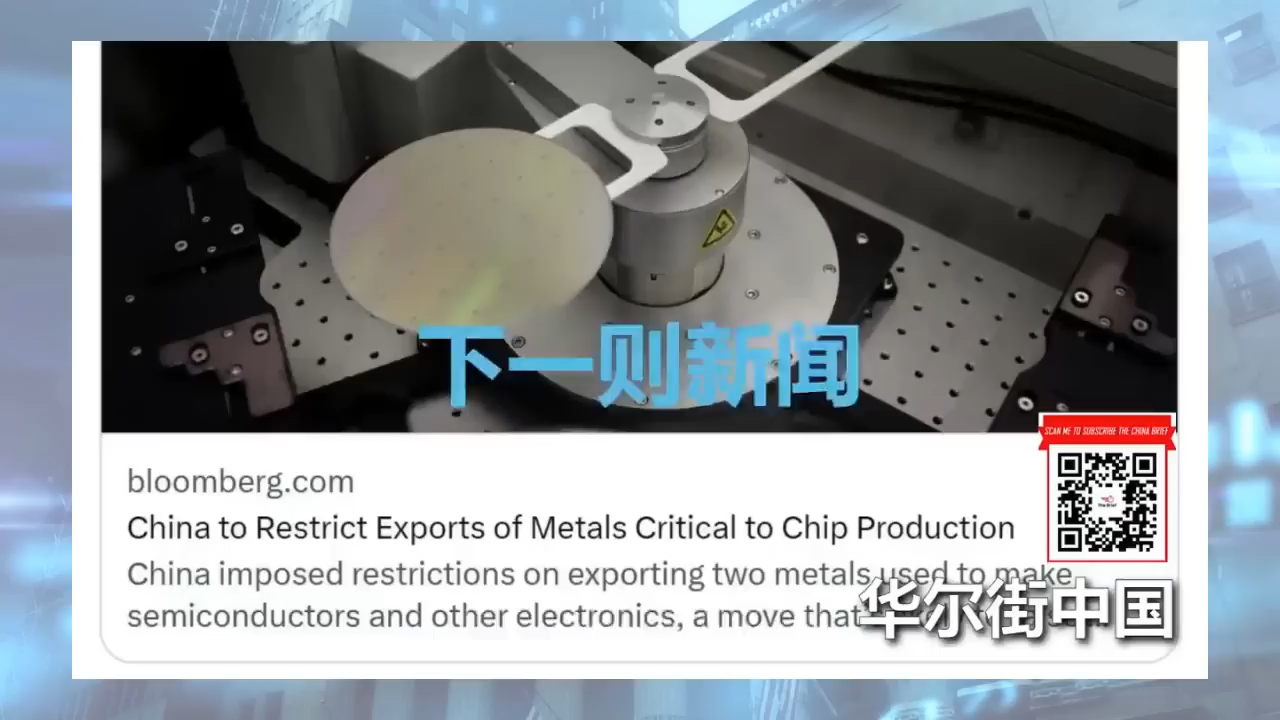 下一则新闻
SCAN ME TO SUBSCRIBE THE CHINA BRIEF
bloomberg.com
China to Restrict Exports of Metals Critical to Chip Production
China imposed restrictions on exporting two metals used to make
semiconductors and other electronics, a move that
华尔街中国